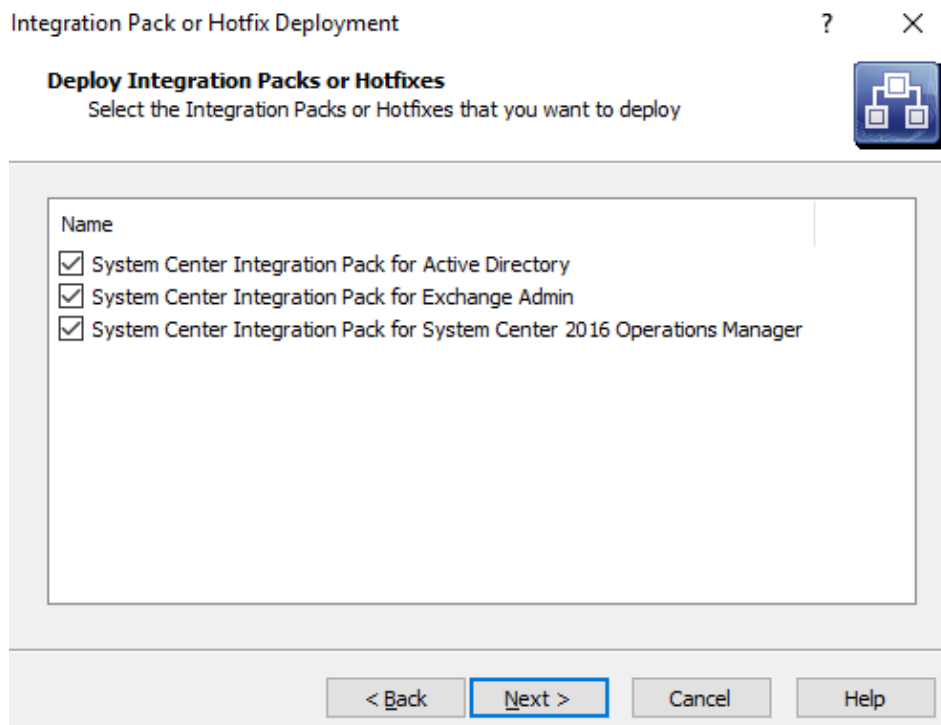 Integration Pack or Hotfix Deployment ?
Deploy Integration Packs or Hotfixes
Select the Integration Packs or Hotfixes that you want to deploy
Name
System Center Integration Pack for Active Directory
System Center Integration Pack for Exchange Admin
System Center Integration Pack for System Center 2016 Operations Manager
< Back Next > Cancel Help